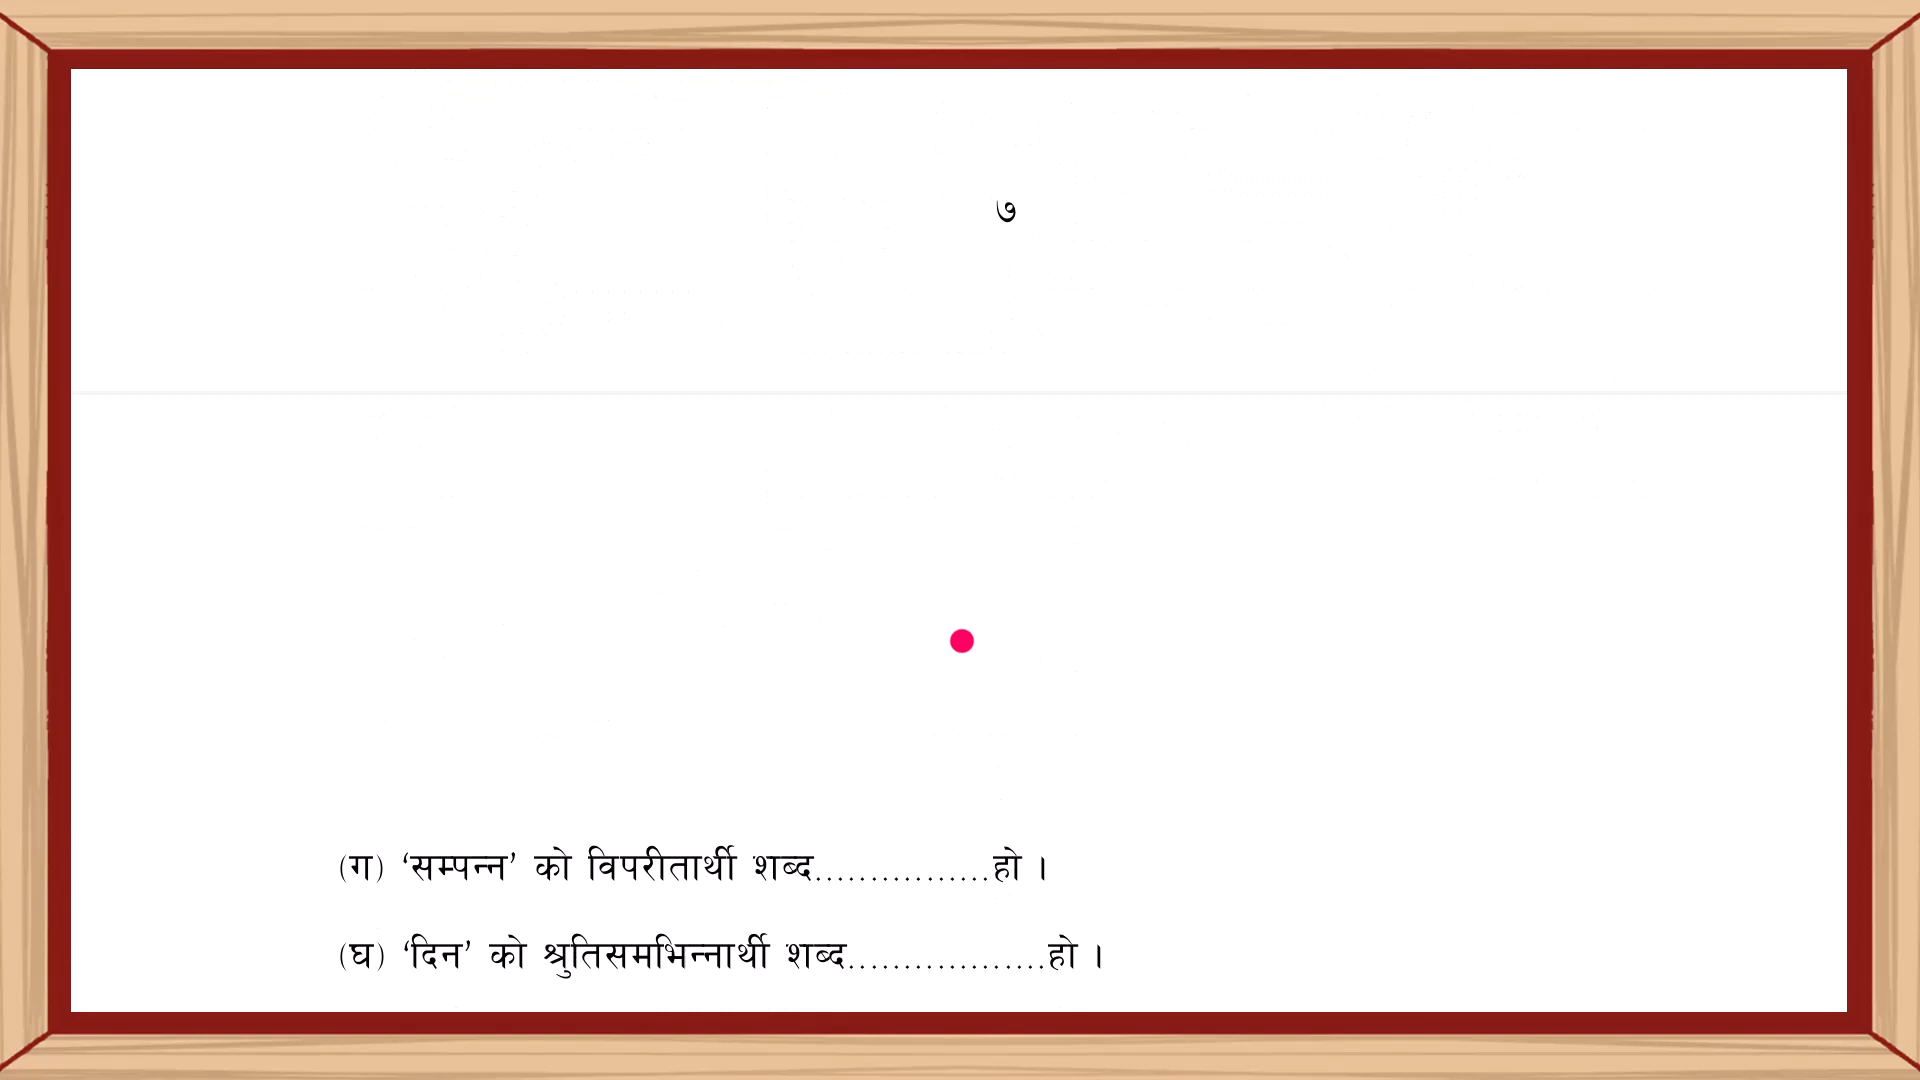 ७
(ग) ‘सम्पन्न’ को विपरीतार्थी शब्द................हो ।
(घ) ‘दिन’ को श्रुतिसमभिन्नार्थी शब्द..................हो ।